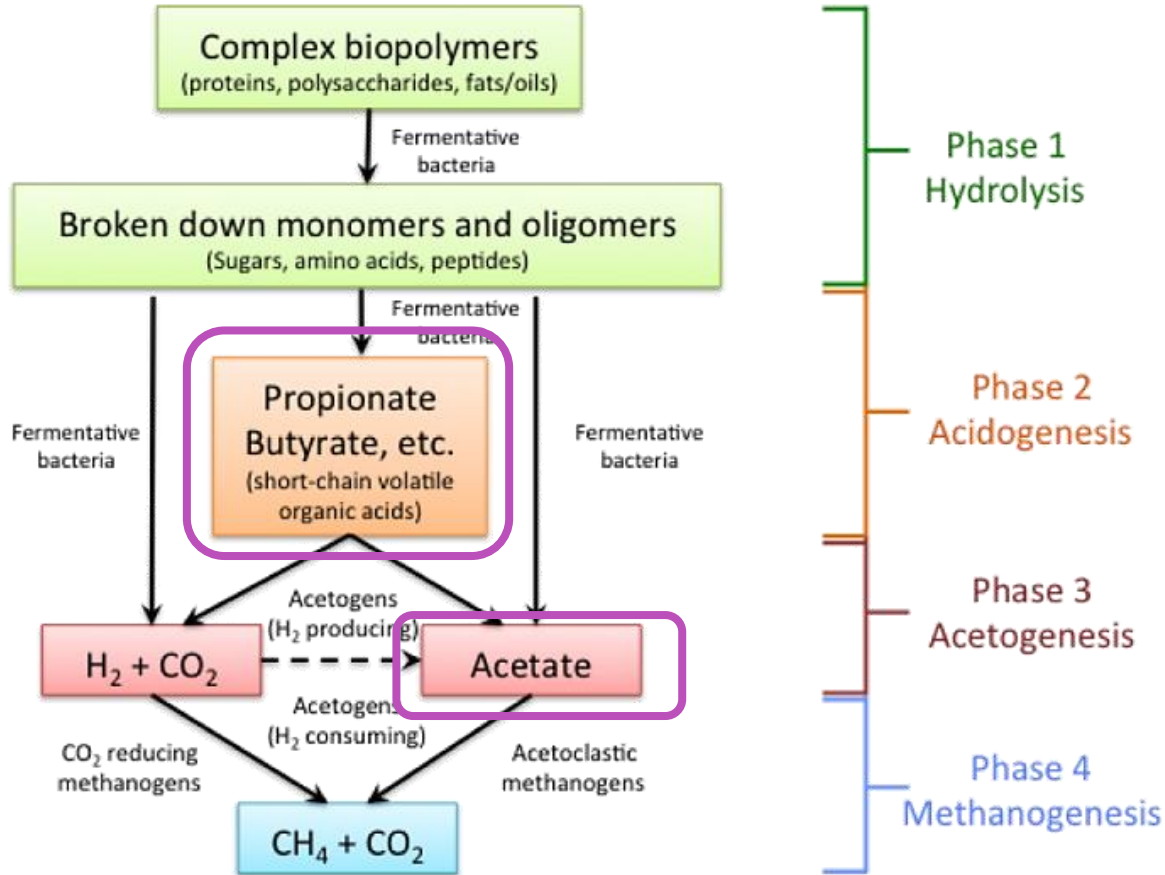 Complex biopolymers
(proteins, polysaccharides, fats/oils)
Fermentative
bacteria
Broken down monomers and oligomers
(Sugars, amino acids, peptides)
Fermentative
bacteria
Propionate
Butyrate, etc.
(short-chain volatile
organic acids)
Fermentative
bacteria
Fermentative
bacteria
Acetogens
(H₂ producing)
H₂ + CO₂
Acetate
Acetogens
(H₂ consuming)
CO₂ reducing
methanogens
Acetoclastic
methanogens
CH₄ + CO₂
Phase 1
Hydrolysis
Phase 2
Acidogenesis
Phase 3
Acetogenesis
Phase 4
Methanogenesis